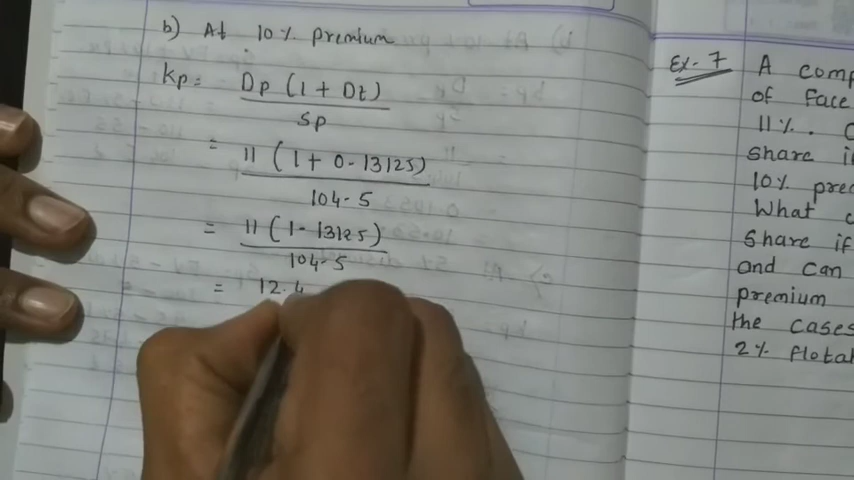 b) At 10% premium
kp = Dp (1 + Dt)
Sp
= 11 (1 + 0.13125)
104.5
= 11 (1.13125)
104.5
= 12.4
Ex. 7 A comp
of Face
11%.
Share i
10%
What
Share if
and can
premium
the cases
2% flota